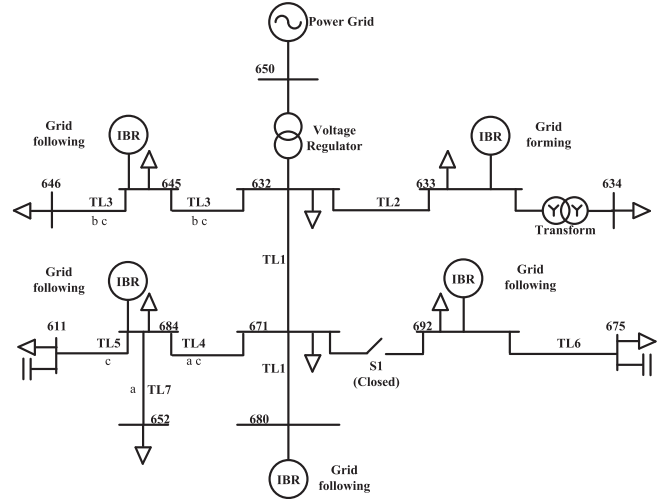 Power Grid
650
Grid
following
IBR
Voltage
Regulator
IBR
Grid
forming
646
645
632
633
634
TL3
b c
TL3
b c
TL2
Y Y
Transform
TL1
Grid
following
IBR
IBR
Grid
following
611
684
671
692
675
TL5
c
TL4
a c
S1
(Closed)
TL6
a
TL7
TL1
652
680
IBR
Grid
following